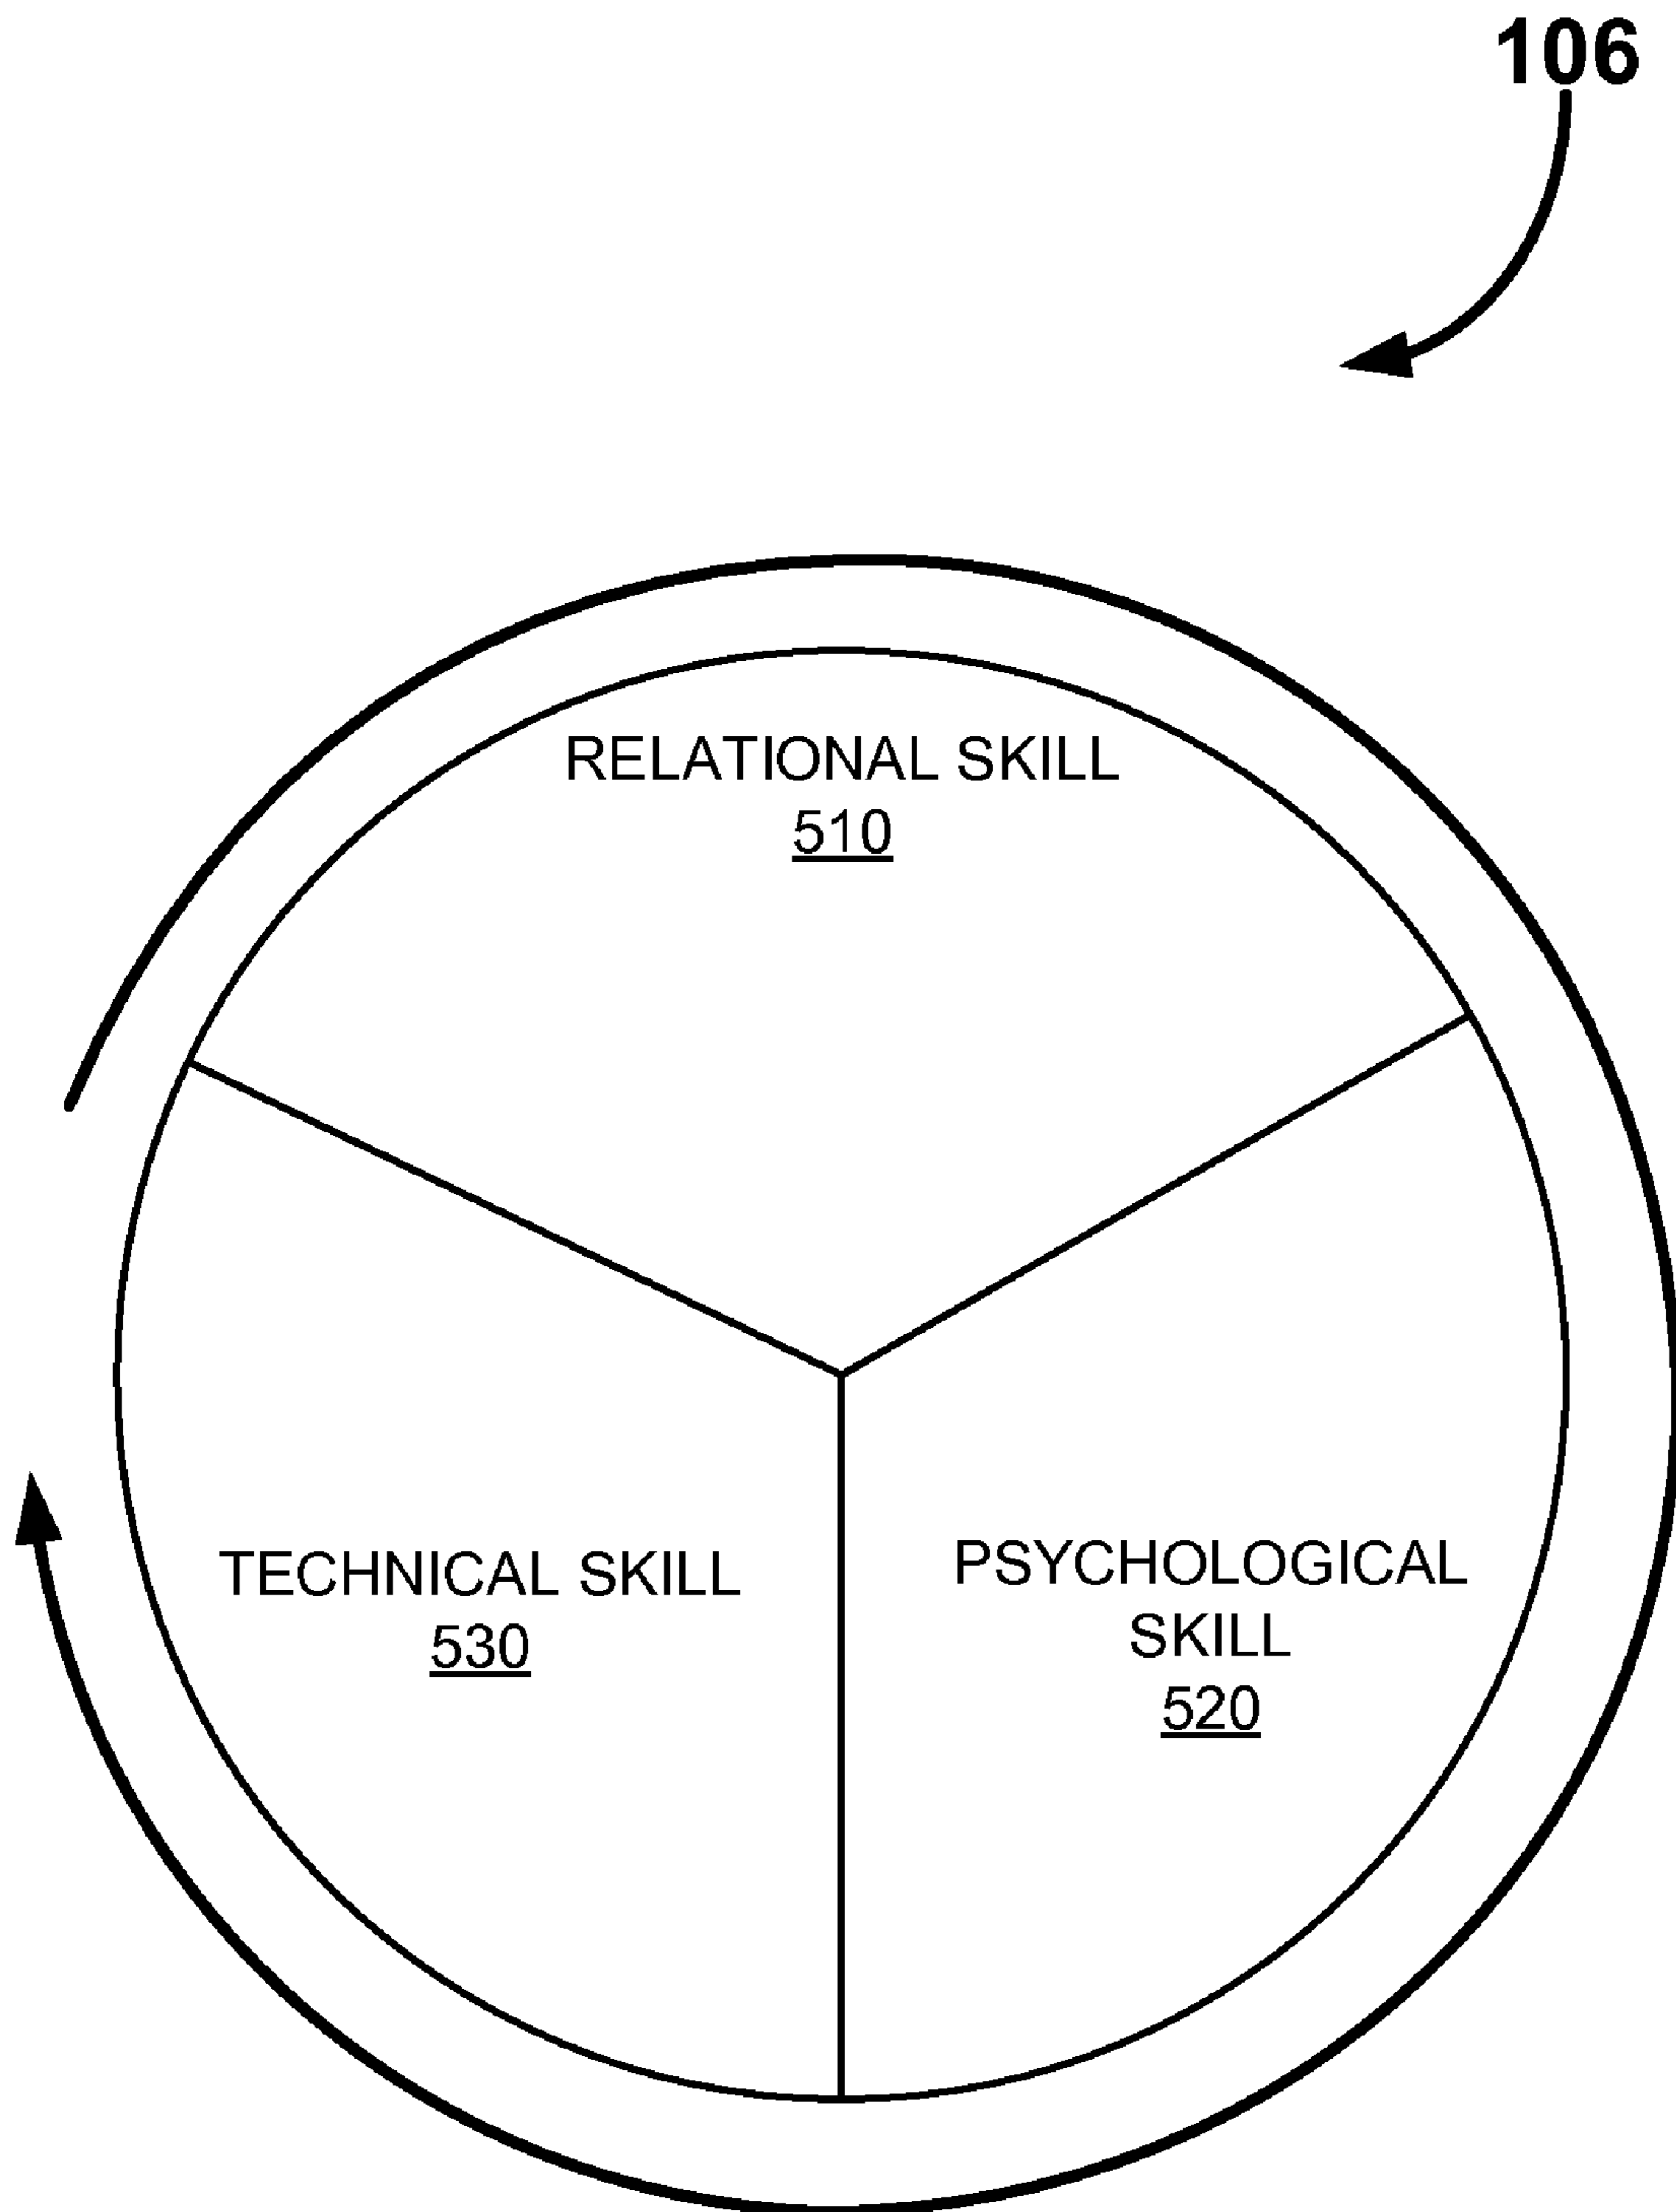 106
RELATIONAL SKILL
510
TECHNICAL SKILL
530
PSYCHOLOGICAL
SKILL
520